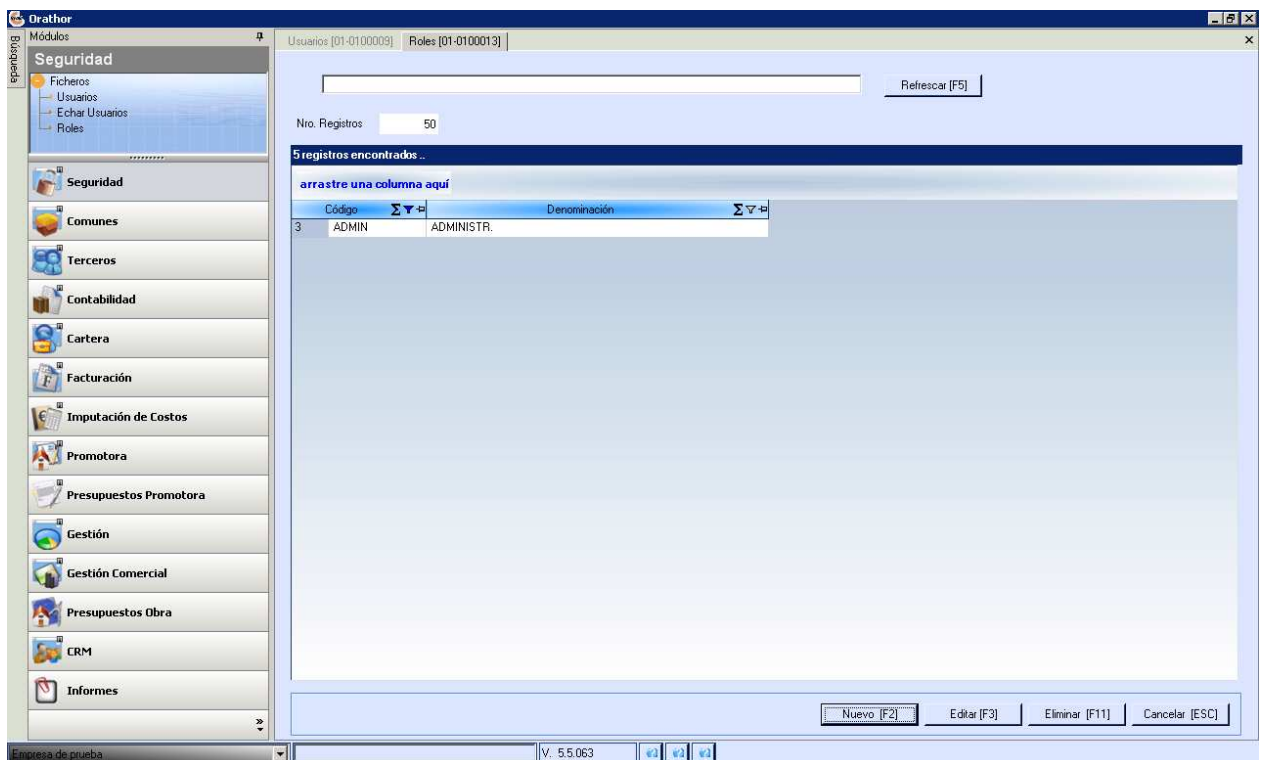 Orathor
Búsqueda
Módulos
Seguridad
Ficheros
Usuarios
Echar Usuarios
Roles
Seguridad
Comunes
Terceros
Contabilidad
Cartera
Facturación
Imputación de Costos
Promotora
Presupuestos Promotora
Gestión
Gestión Comercial
Presupuestos Obra
CRM
Informes
Usuarios [01-0100009] Roles [01-0100013]
Refrescar [F5]
Nro. Registros 50
5 registros encontrados ..
arrastre una columna aquí
Código Denominación
3 ADMIN ADMINISTR.
Nuevo [F2] Editar [F3] Eliminar [F11] Cancelar [ESC]
Empresa de prueba V. 5.5.063